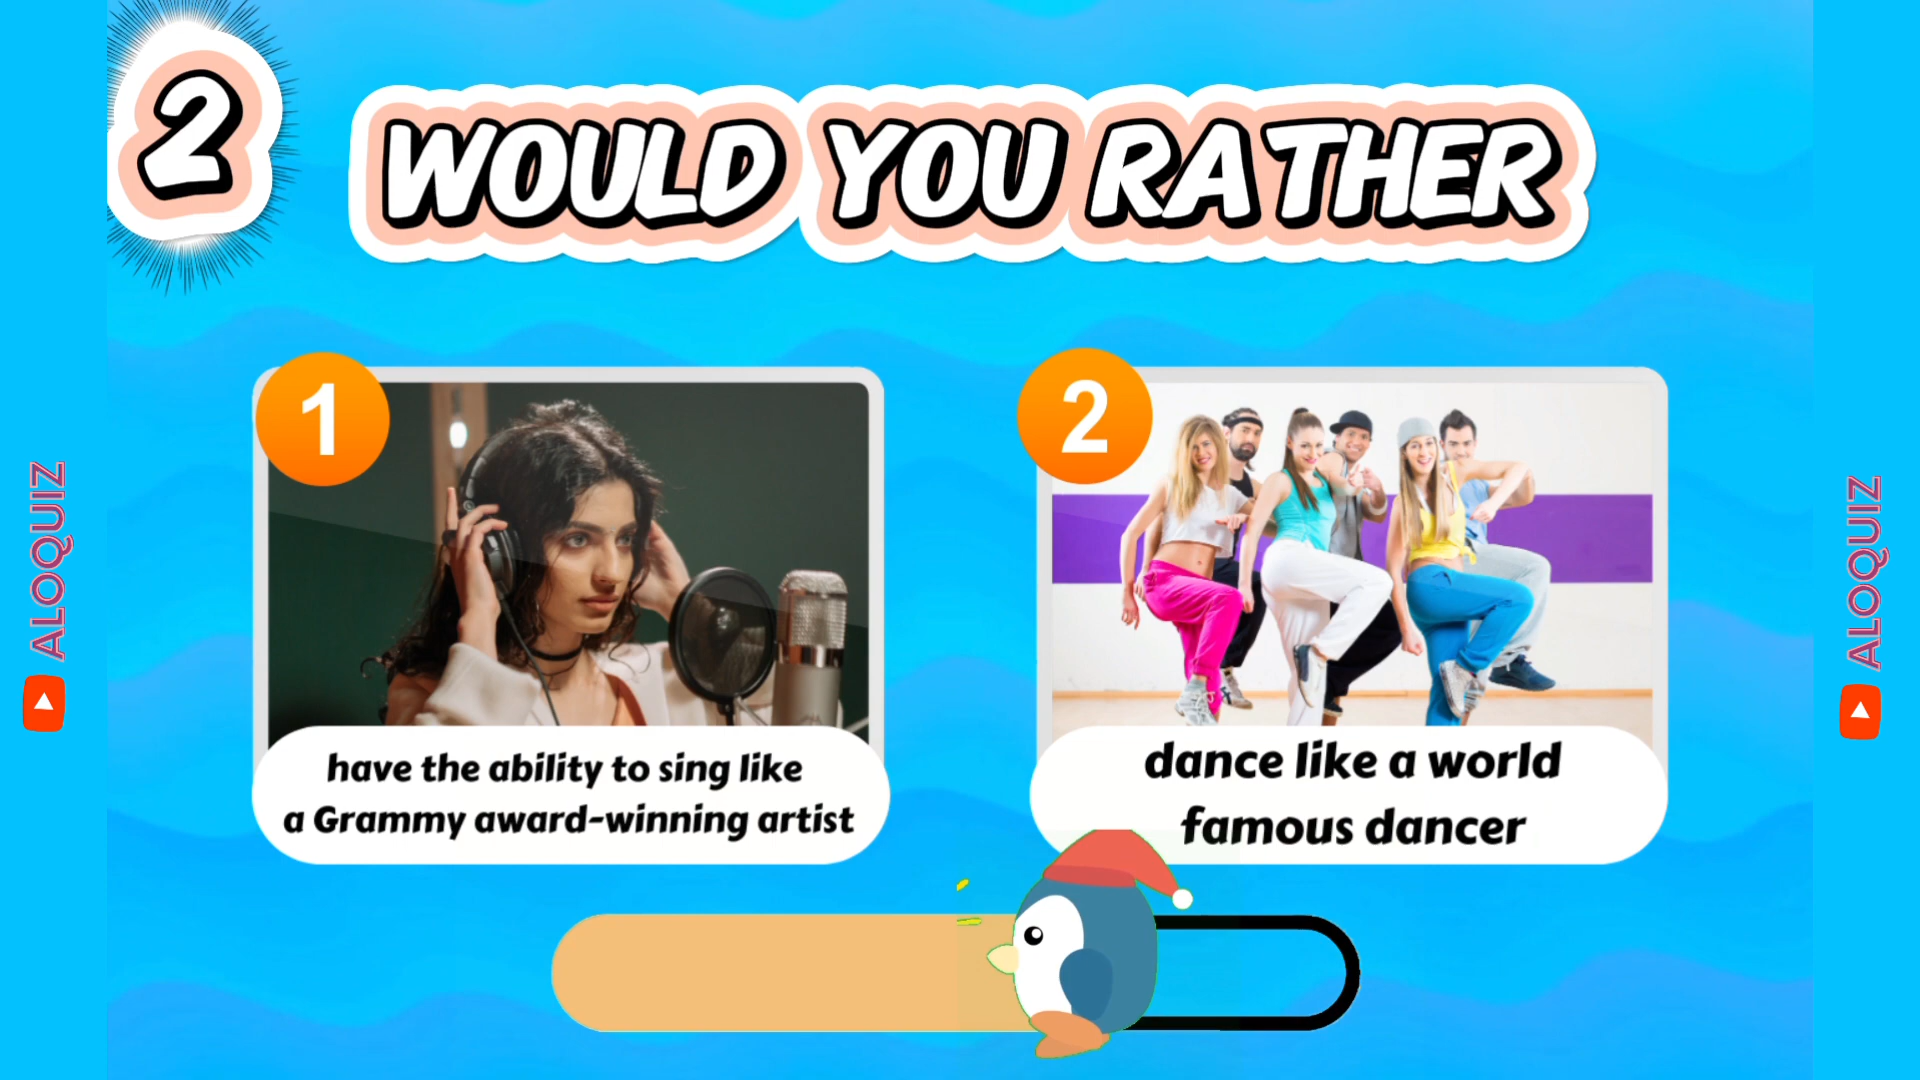 2
WOULD YOU RATHER
1
2
have the ability to sing like
a Grammy award-winning artist
dance like a world
famous dancer
ALOQUIZ
ALOQUIZ